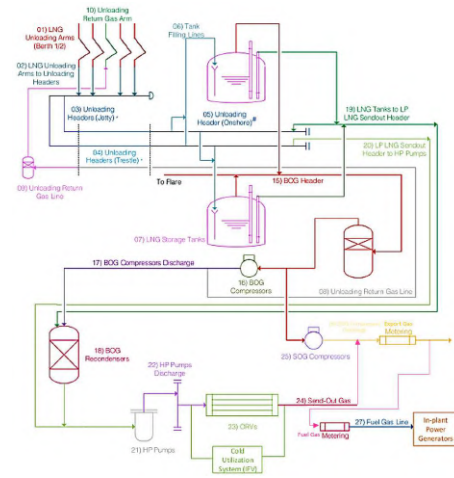 10) Unloading
Return Gas Arm
01) LNG
Unloading Arms
(Berth 1/2)
06) Tank
Filling Lines
02) LNG Unloading
Arms to Unloading
Headers
03) Unloading
Headers (Jetty)
05) Unloading
Header (Onshore)
19) LNG Tanks to LP
LNG Sendout Header
04) Unloading
Headers (Trestle)
20) LP LNG Sendout
Header to HP Pumps
09) Unloading Return
Gas Line
To Flare
15) BOG Header
07) LNG Storage Tanks
17) BOG Compressors Discharge
16) BOG
Compressors
08) Unloading Return Gas Line
18) BOG
Recondensers
Metering
25) SOG Compressors
22) HP Pumps
Discharge
24) Send-Out Gas
21) HP Pumps
23) ORVs
Fuel Gas
Metering
27) Fuel Gas Line
In-plant
Power
Generators
Cold
Utilisation
System (IFV)